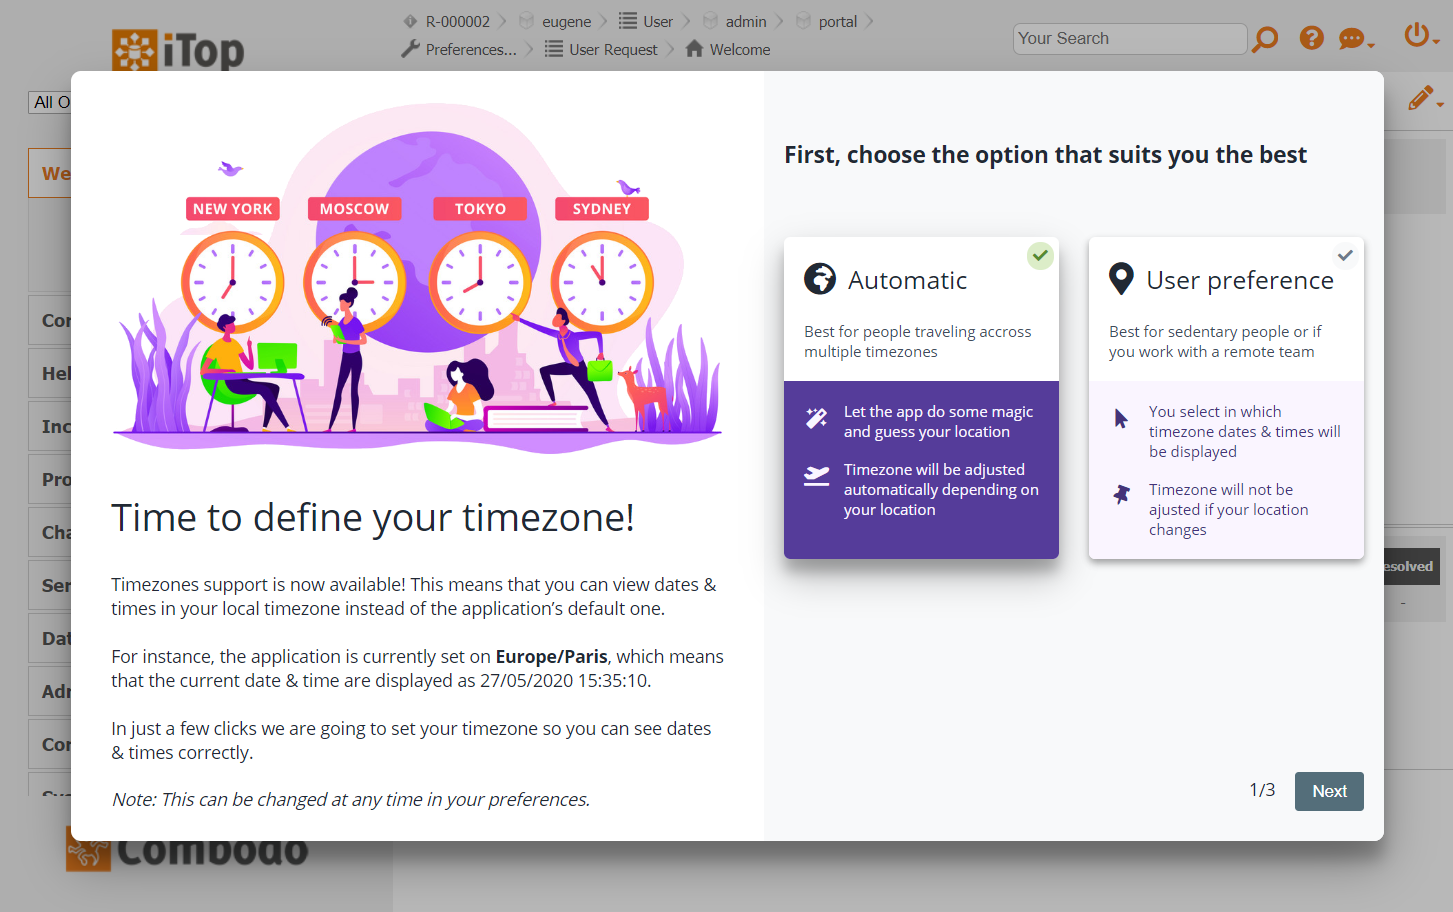 R-000002
eugene
User
admin
portal
Preferences...
User Request
Welcome
Your Search
iTop
All O
We
Cor
Hel
Inc
Pro
Cha
Ser
Dat
Adr
Cor
NEW YORK
MOSCOW
TOKYO
SYDNEY
Time to define your timezone!
Timezones support is now available! This means that you can view dates &
times in your local timezone instead of the application’s default one.
For instance, the application is currently set on Europe/Paris, which means
that the current date & time are displayed as 27/05/2020 15:35:10.
In just a few clicks we are going to set your timezone so you can see dates
& times correctly.
Note: This can be changed at any time in your preferences.
First, choose the option that suits you the best
Automatic
Best for people traveling accross
multiple timezones
Let the app do some magic
and guess your location
Timezone will be adjusted
automatically depending on
your location
User preference
Best for sedentary people or if
you work with a remote team
You select in which
timezone dates & times will
be displayed
Timezone will not be
ajusted if your location
changes
esolved
-
1/3
Next
Combodo